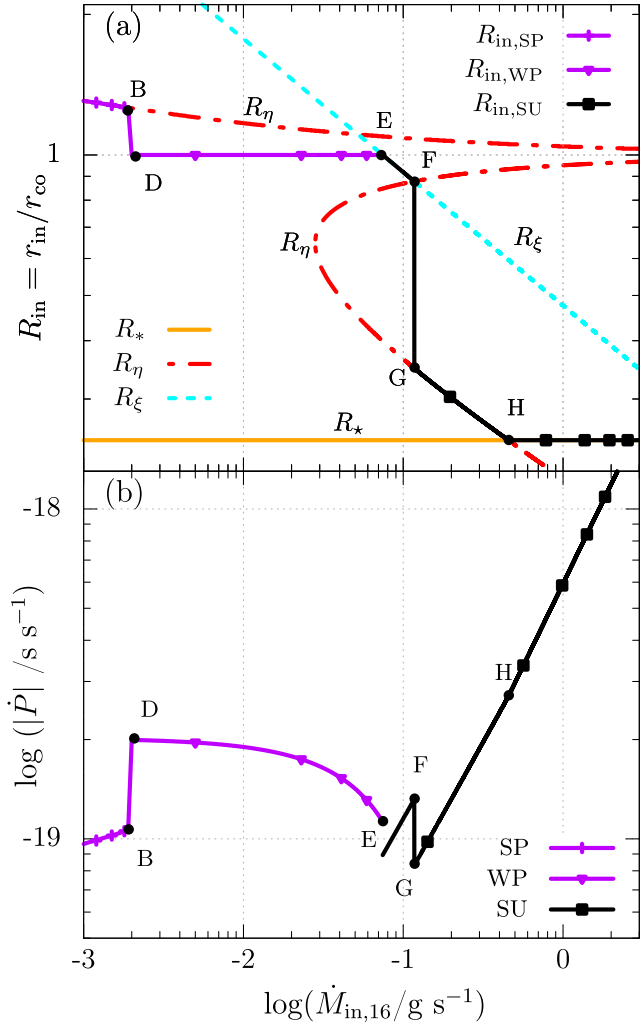 (a)
R_in,SP
R_in,WP
R_in,SU
B
R_η
E
F
1
D
R_η
R_ξ
R_in = r_in/r_co
R_*
R_η
R_ξ
G
H
R_⋆
(b)
-18
H
D
F
log (|Ṗ| /s s⁻¹)
-19
E
B
G
SP
WP
SU
-3 -2 -1 0
log(Ṁ_in,16/g s⁻¹)